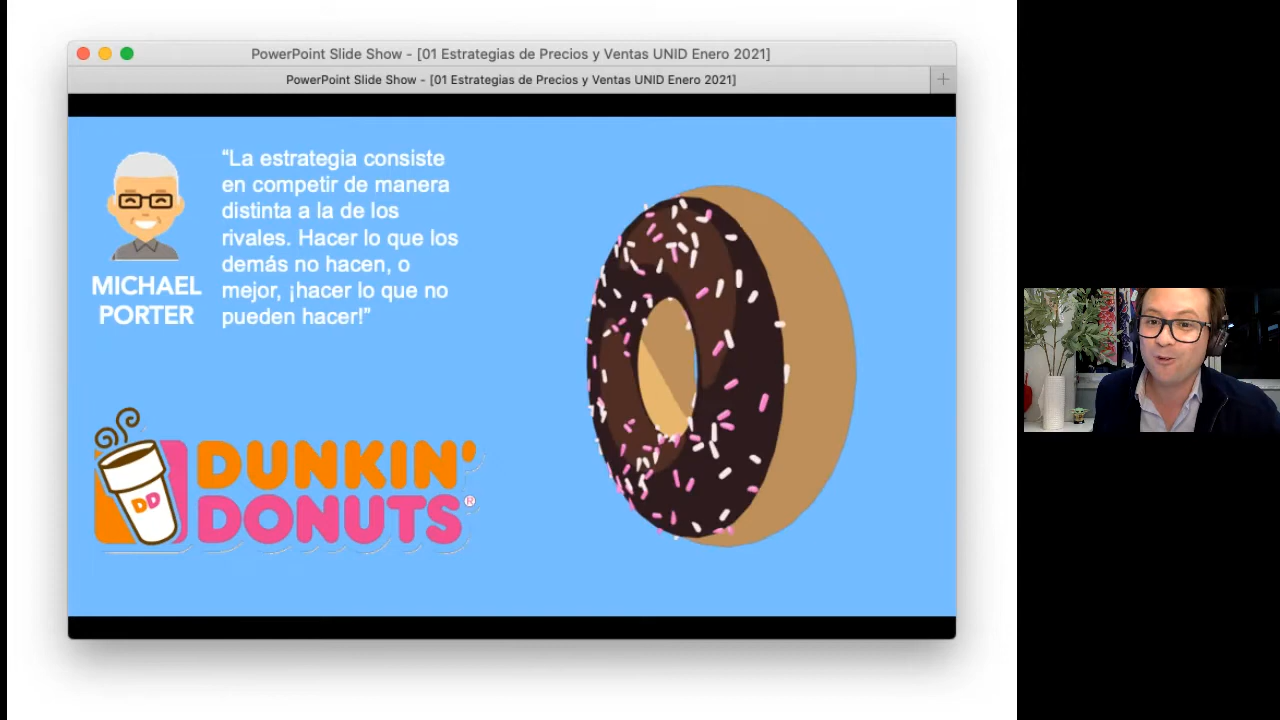 PowerPoint Slide Show - [01 Estrategias de Precios y Ventas UNID Enero 2021]
PowerPoint Slide Show - [01 Estrategias de Precios y Ventas UNID Enero 2021]
“La estrategia consiste
en competir de manera
distinta a la de los
rivales. Hacer lo que los
demás no hacen, o
mejor, ¡hacer lo que no
pueden hacer!”
MICHAEL
PORTER
DD
DUNKIN'
DONUTS®